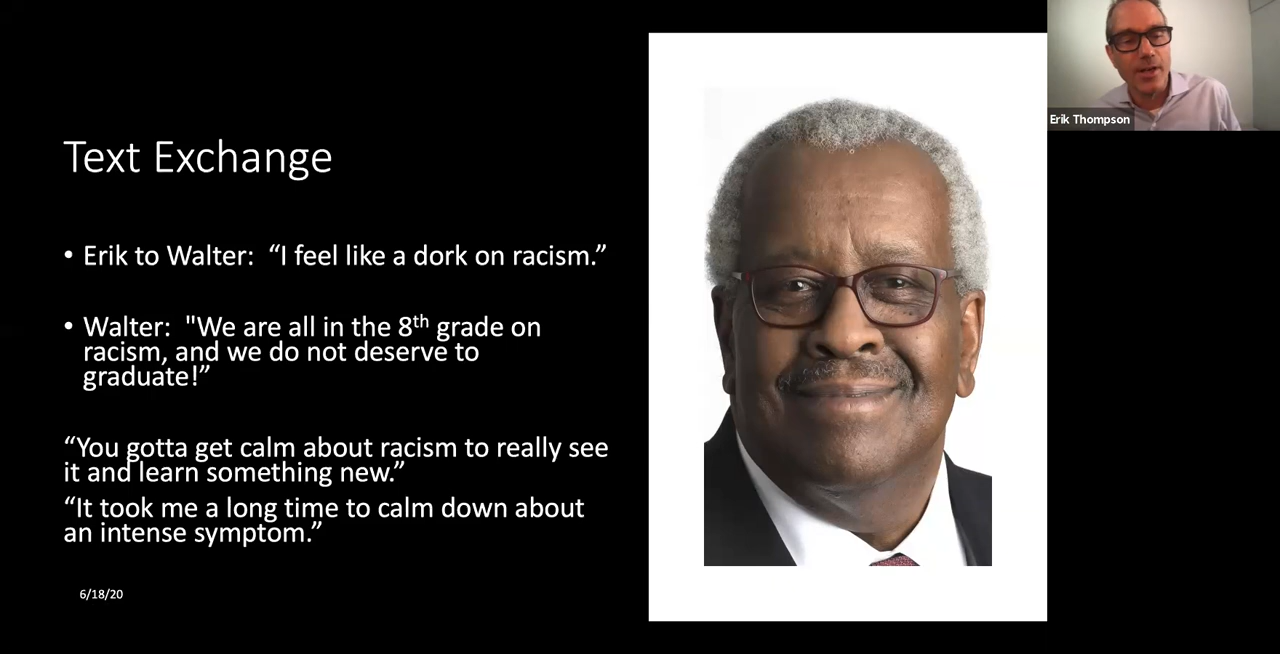 Text Exchange
• Erik to Walter:  “I feel like a dork on racism.”
• Walter:  "We are all in the 8th grade on
racism, and we do not deserve to
graduate!”
“You gotta get calm about racism to really see
it and learn something new.”
“It took me a long time to calm down about
an intense symptom.”
6/18/20
Erik Thompson